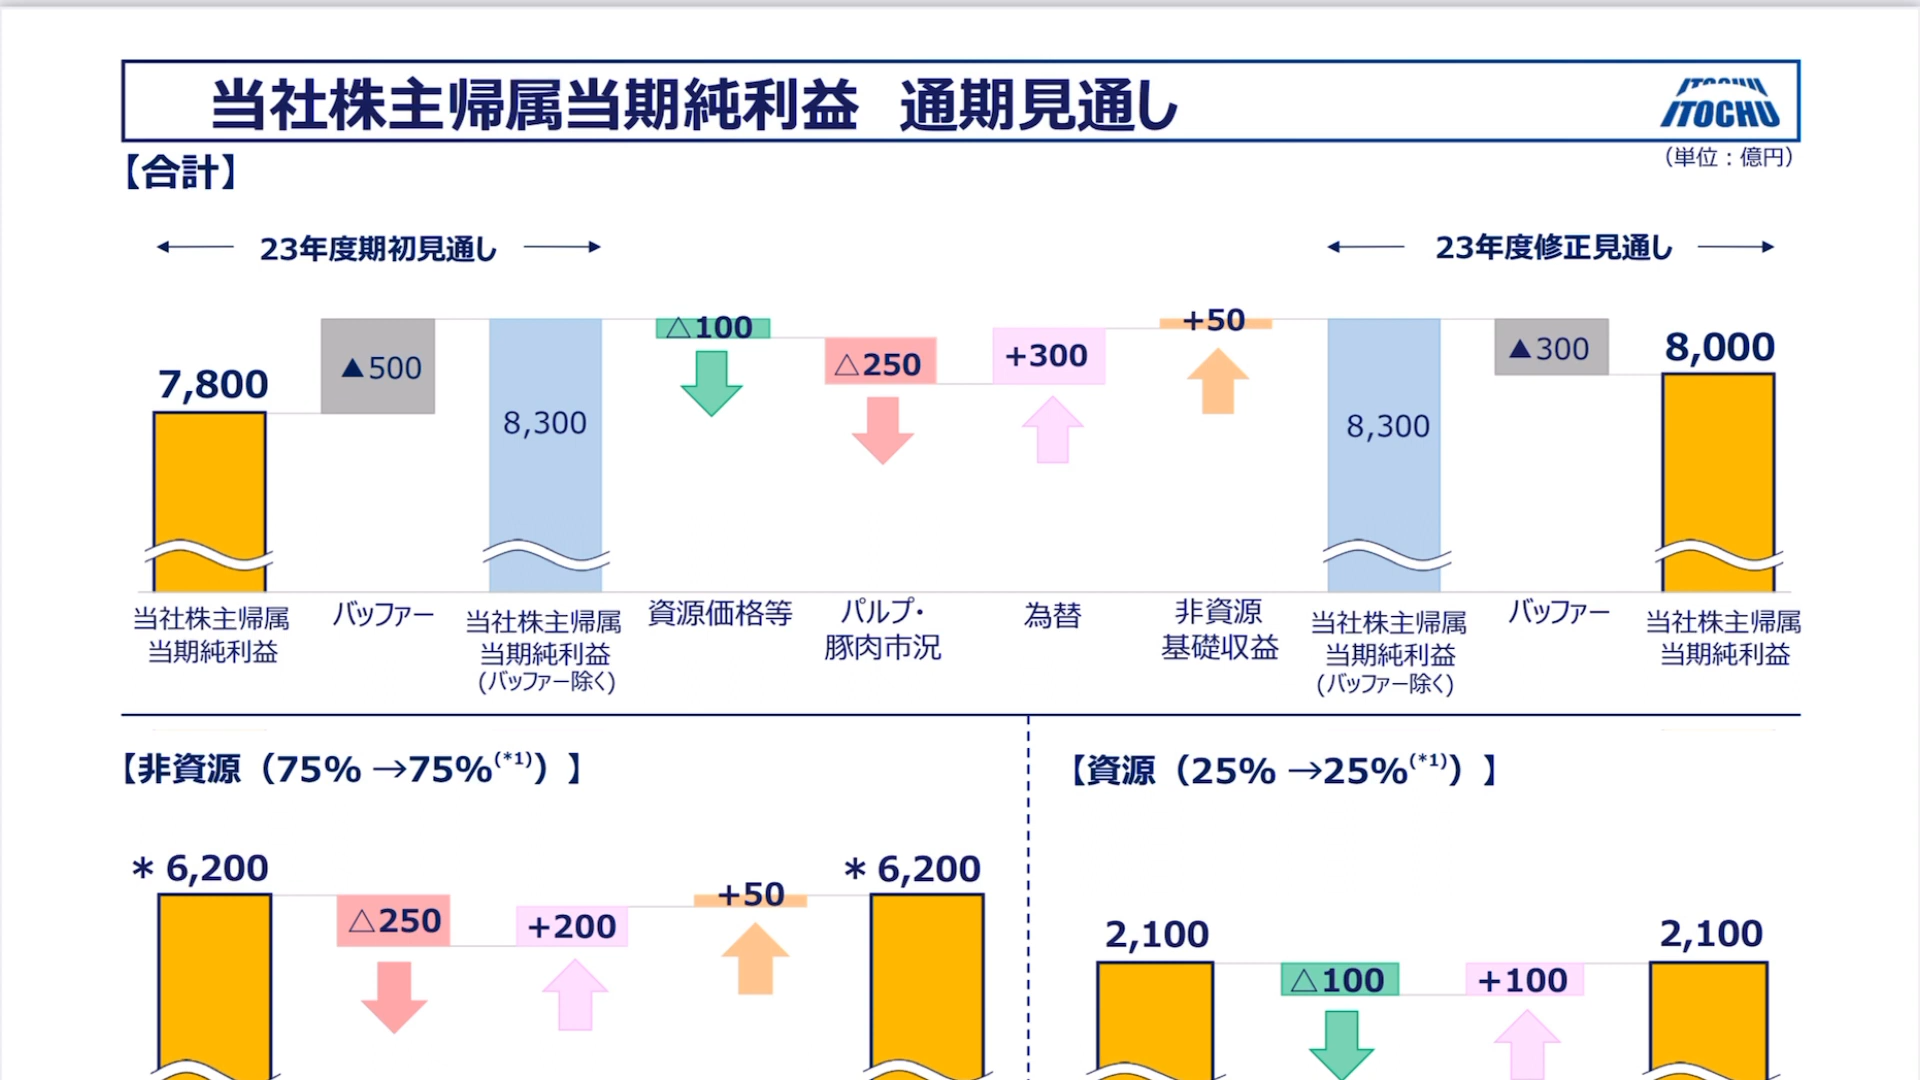 当社株主帰属当期純利益　通期見通し
ITOCHU
ITOCHU
【合計】
（単位：億円）
23年度期初見通し
23年度修正見通し
7,800
▲500
8,300
△100
△250
+300
+50
8,300
▲300
8,000
当社株主帰属
当期純利益
バッファー
当社株主帰属
当期純利益
(バッファー除く)
資源価格等
パルプ・
豚肉市況
為替
非資源
基礎収益
当社株主帰属
当期純利益
(バッファー除く)
バッファー
当社株主帰属
当期純利益
【非資源（75% →75%(*1)）】
＊6,200
△250
+200
+50
＊6,200
【資源（25% →25%(*1)）】
2,100
△100
+100
2,100